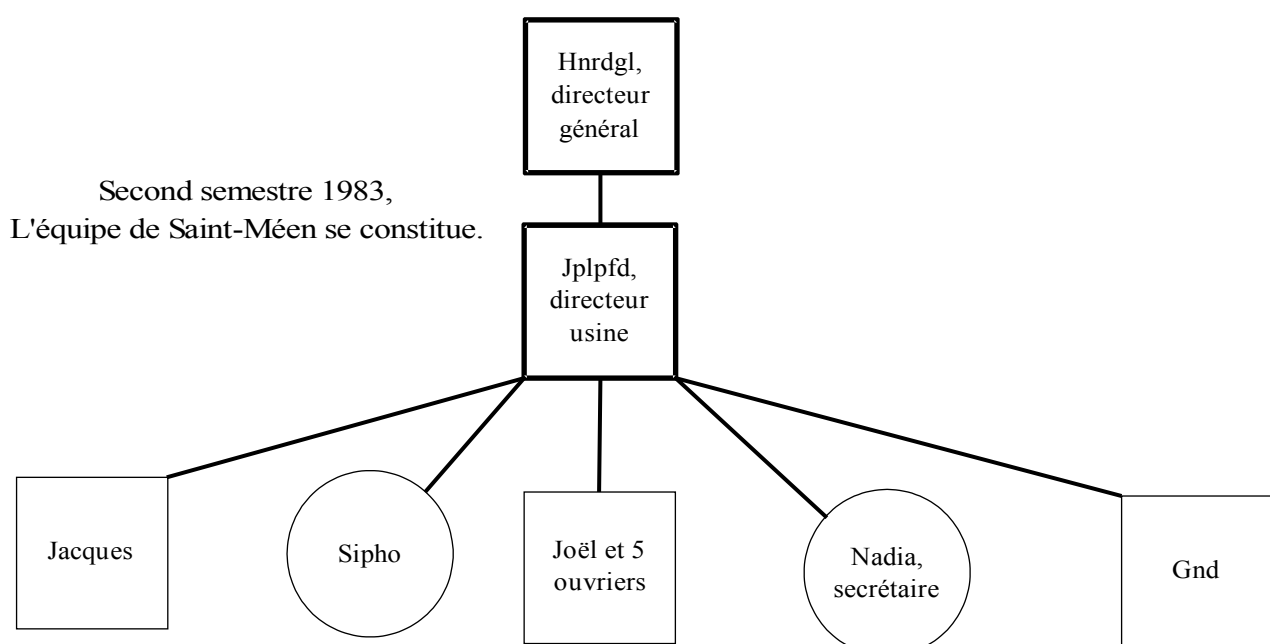 Hnrdgl,
directeur
général
Second semestre 1983,
L'équipe de Saint-Méen se constitue.
Jplpfd,
directeur
usine
Jacques
Sipho
Joël et 5
ouvriers
Nadia,
secrétaire
Gnd